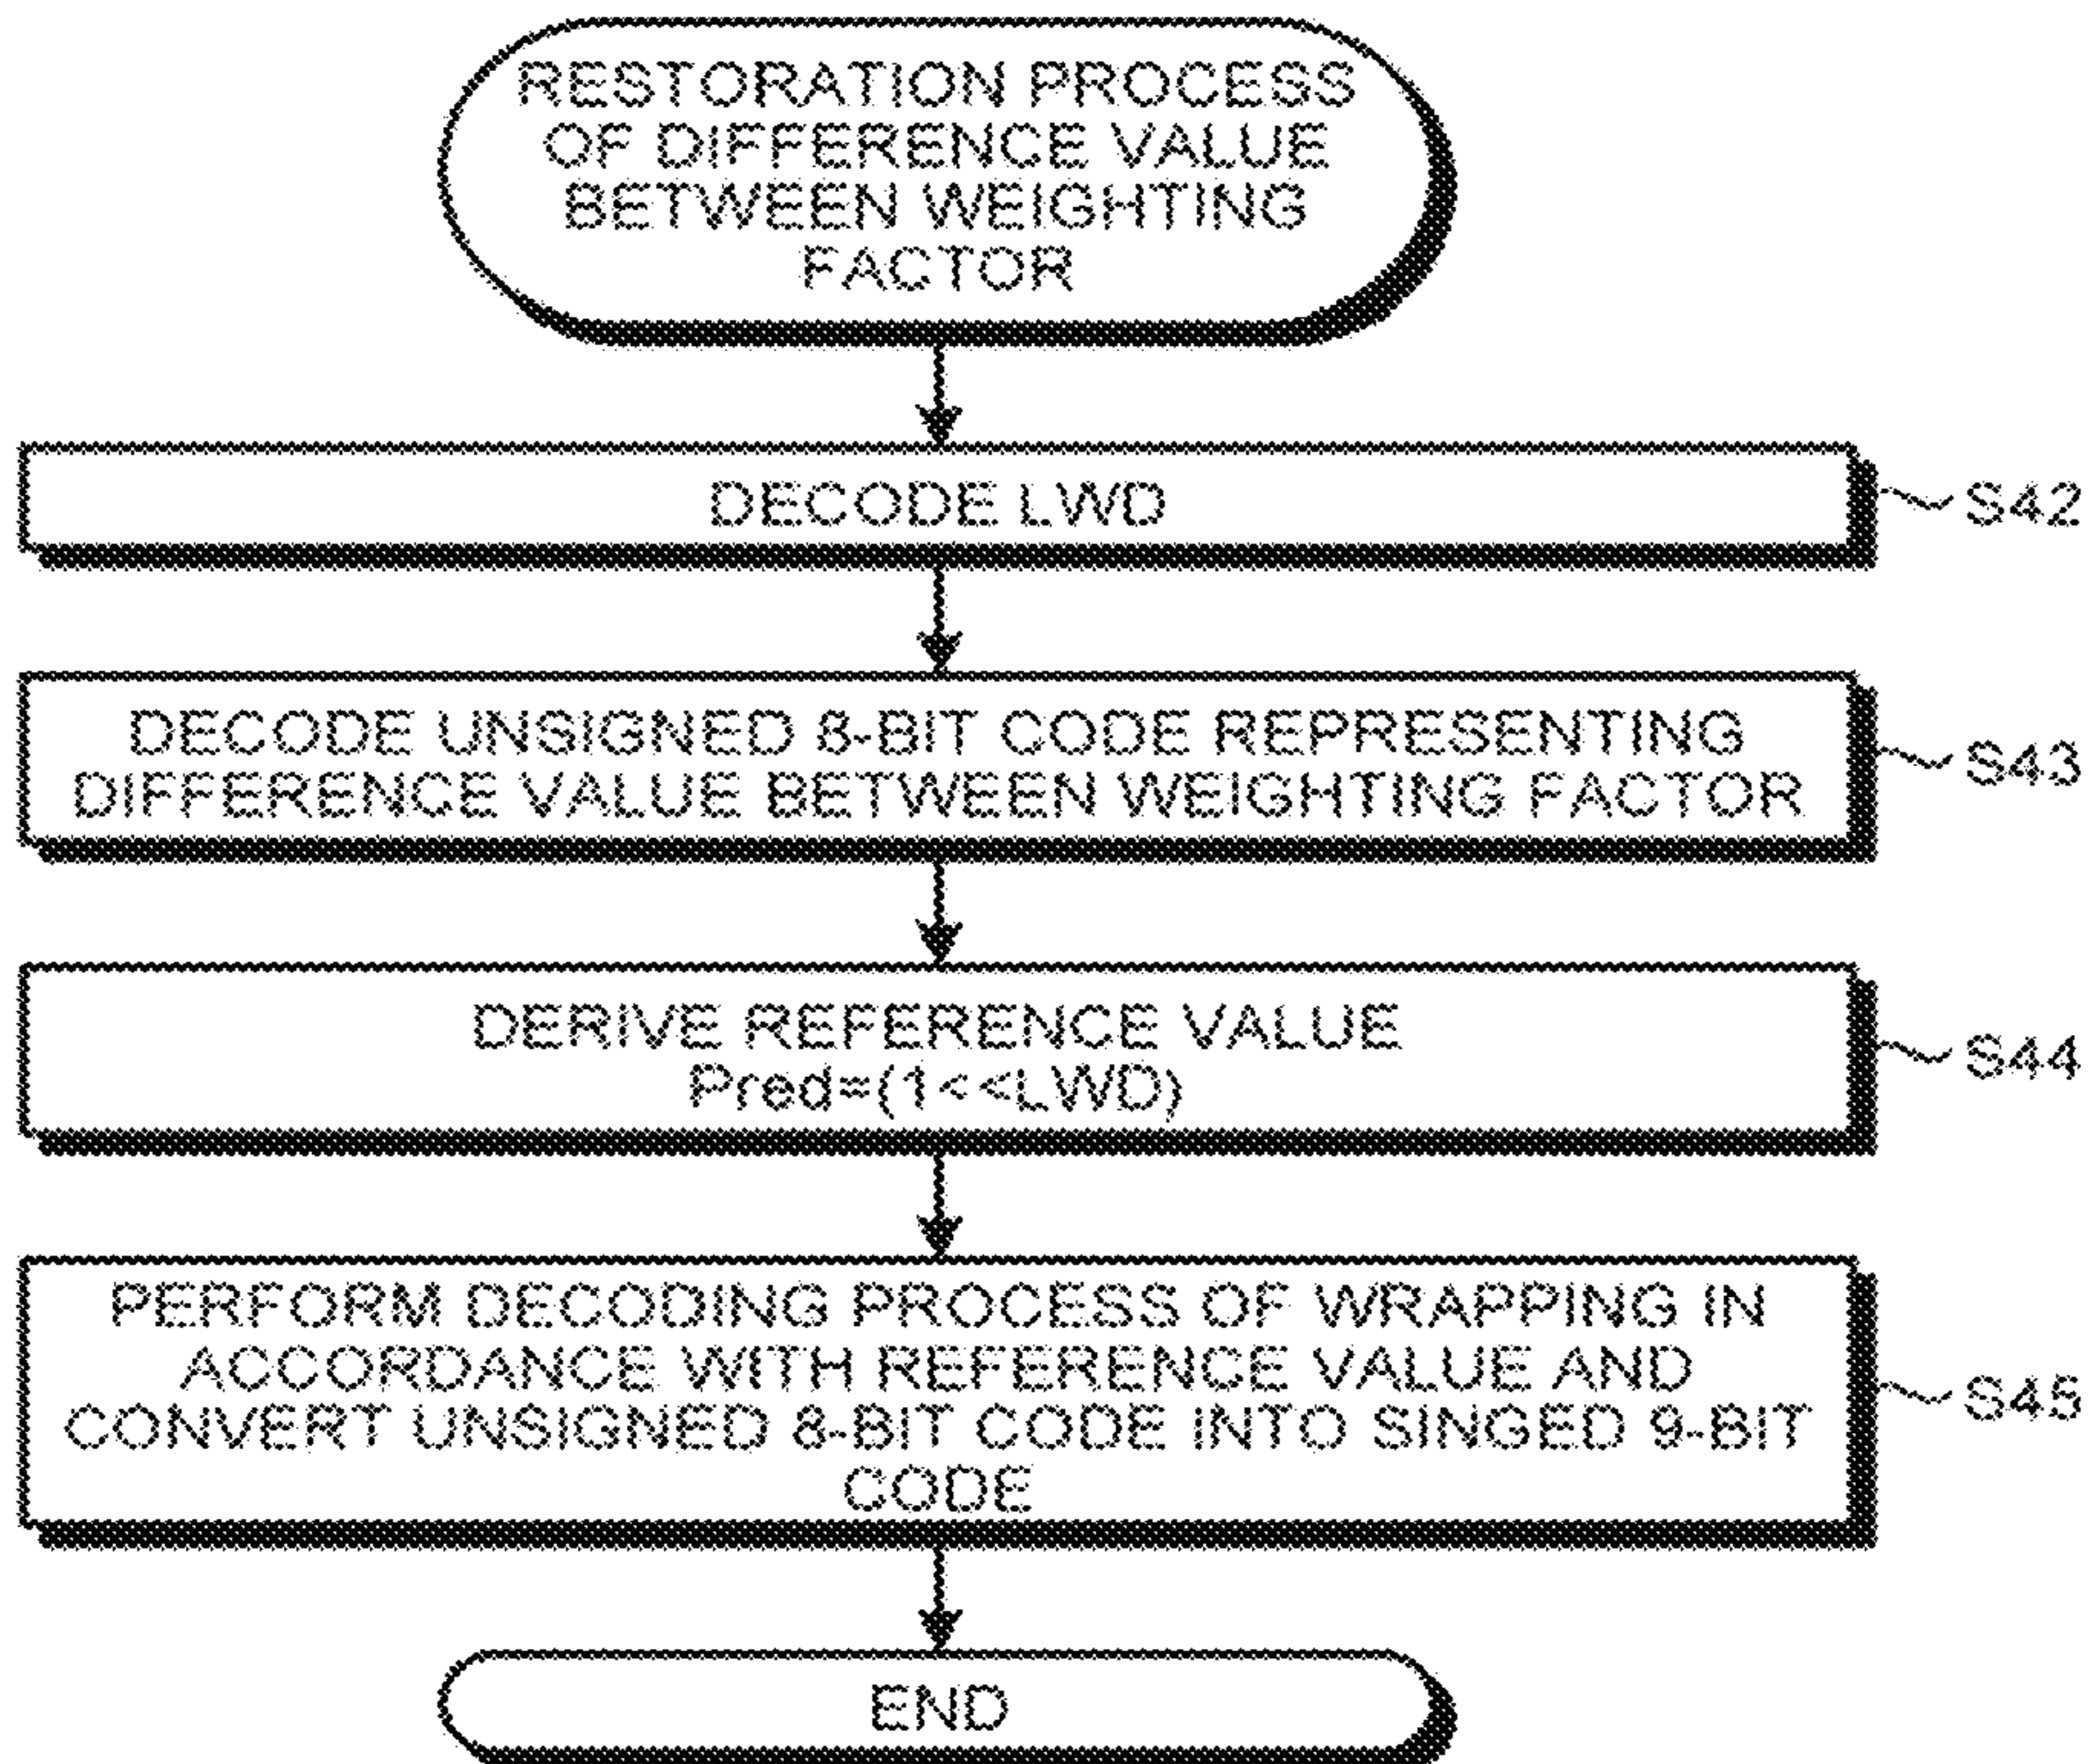 RESTORATION PROCESS
OF DIFFERENCE VALUE
BETWEEN WEIGHTING
FACTOR
DECODE LWD
S42
DECODE UNSIGNED 8-BIT CODE REPRESENTING
DIFFERENCE VALUE BETWEEN WEIGHTING FACTOR
S43
DERIVE REFERENCE VALUE
Pred=(1<<LWD)
S44
PERFORM DECODING PROCESS OF WRAPPING IN
ACCORDANCE WITH REFERENCE VALUE AND
CONVERT UNSIGNED 8-BIT CODE INTO SINGED 9-BIT
CODE
S45
END